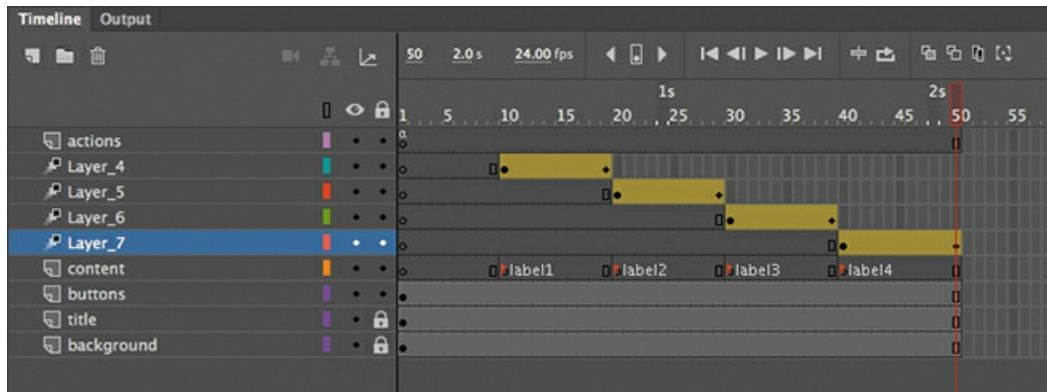 Timeline Output
50 2.0 s 24.00 fps
1s 2s
1 5 10 15 20 25 30 35 40 45 50 55
actions a
Layer_4
Layer_5
Layer_6
Layer_7
content label1 label2 label3 label4
buttons
title
background